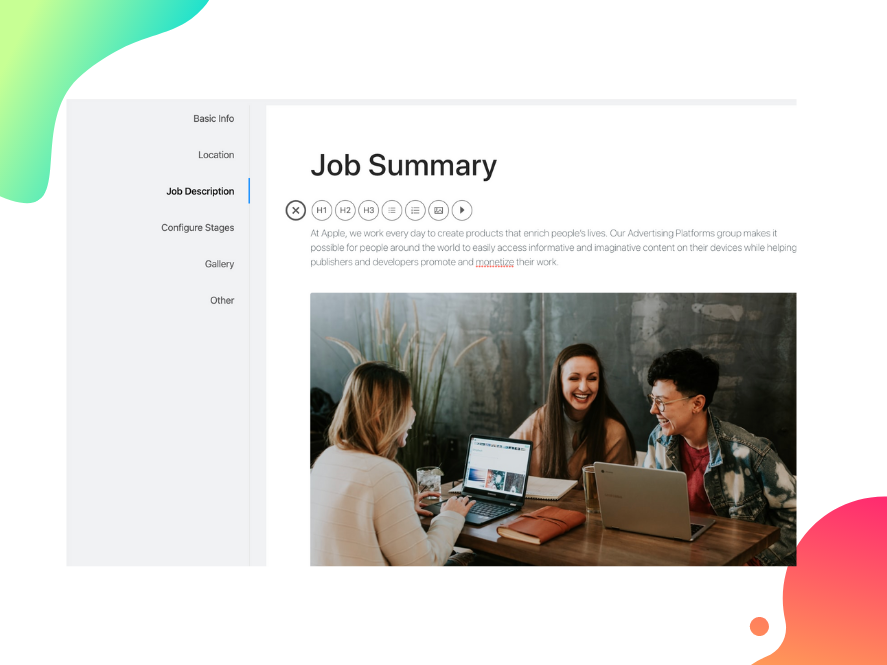 Basic Info
Location
Job Description
Configure Stages
Gallery
Other
Job Summary
H1 H2 H3
At Apple, we work every day to create products that enrich people's lives. Our Advertising Platforms group makes it
possible for people around the world to easily access informative and imaginative content on their devices while helping
publishers and developers promote and monetize their work.